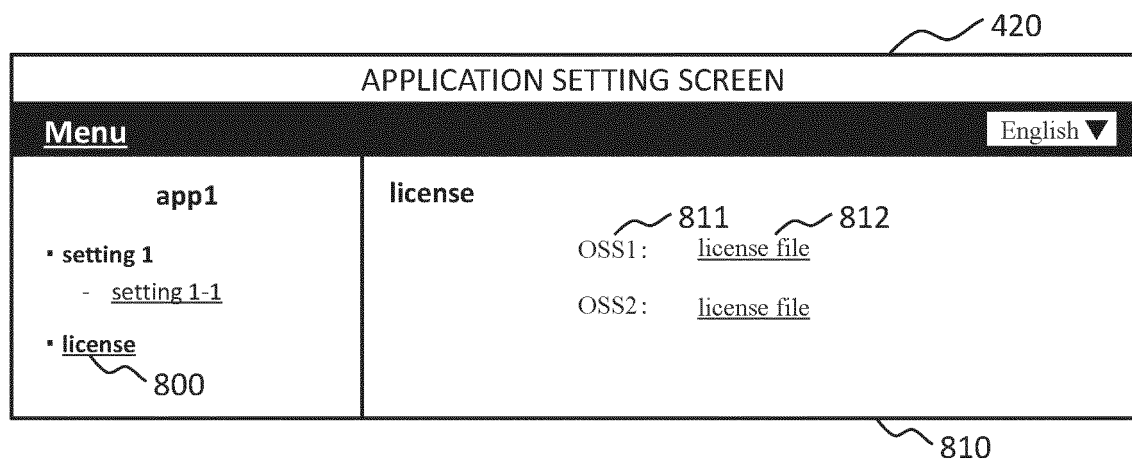 420
APPLICATION SETTING SCREEN
Menu English ▼
app1
▪ setting 1
- setting 1-1
▪ license
800
license
811 812
OSS1: license file
OSS2: license file
810